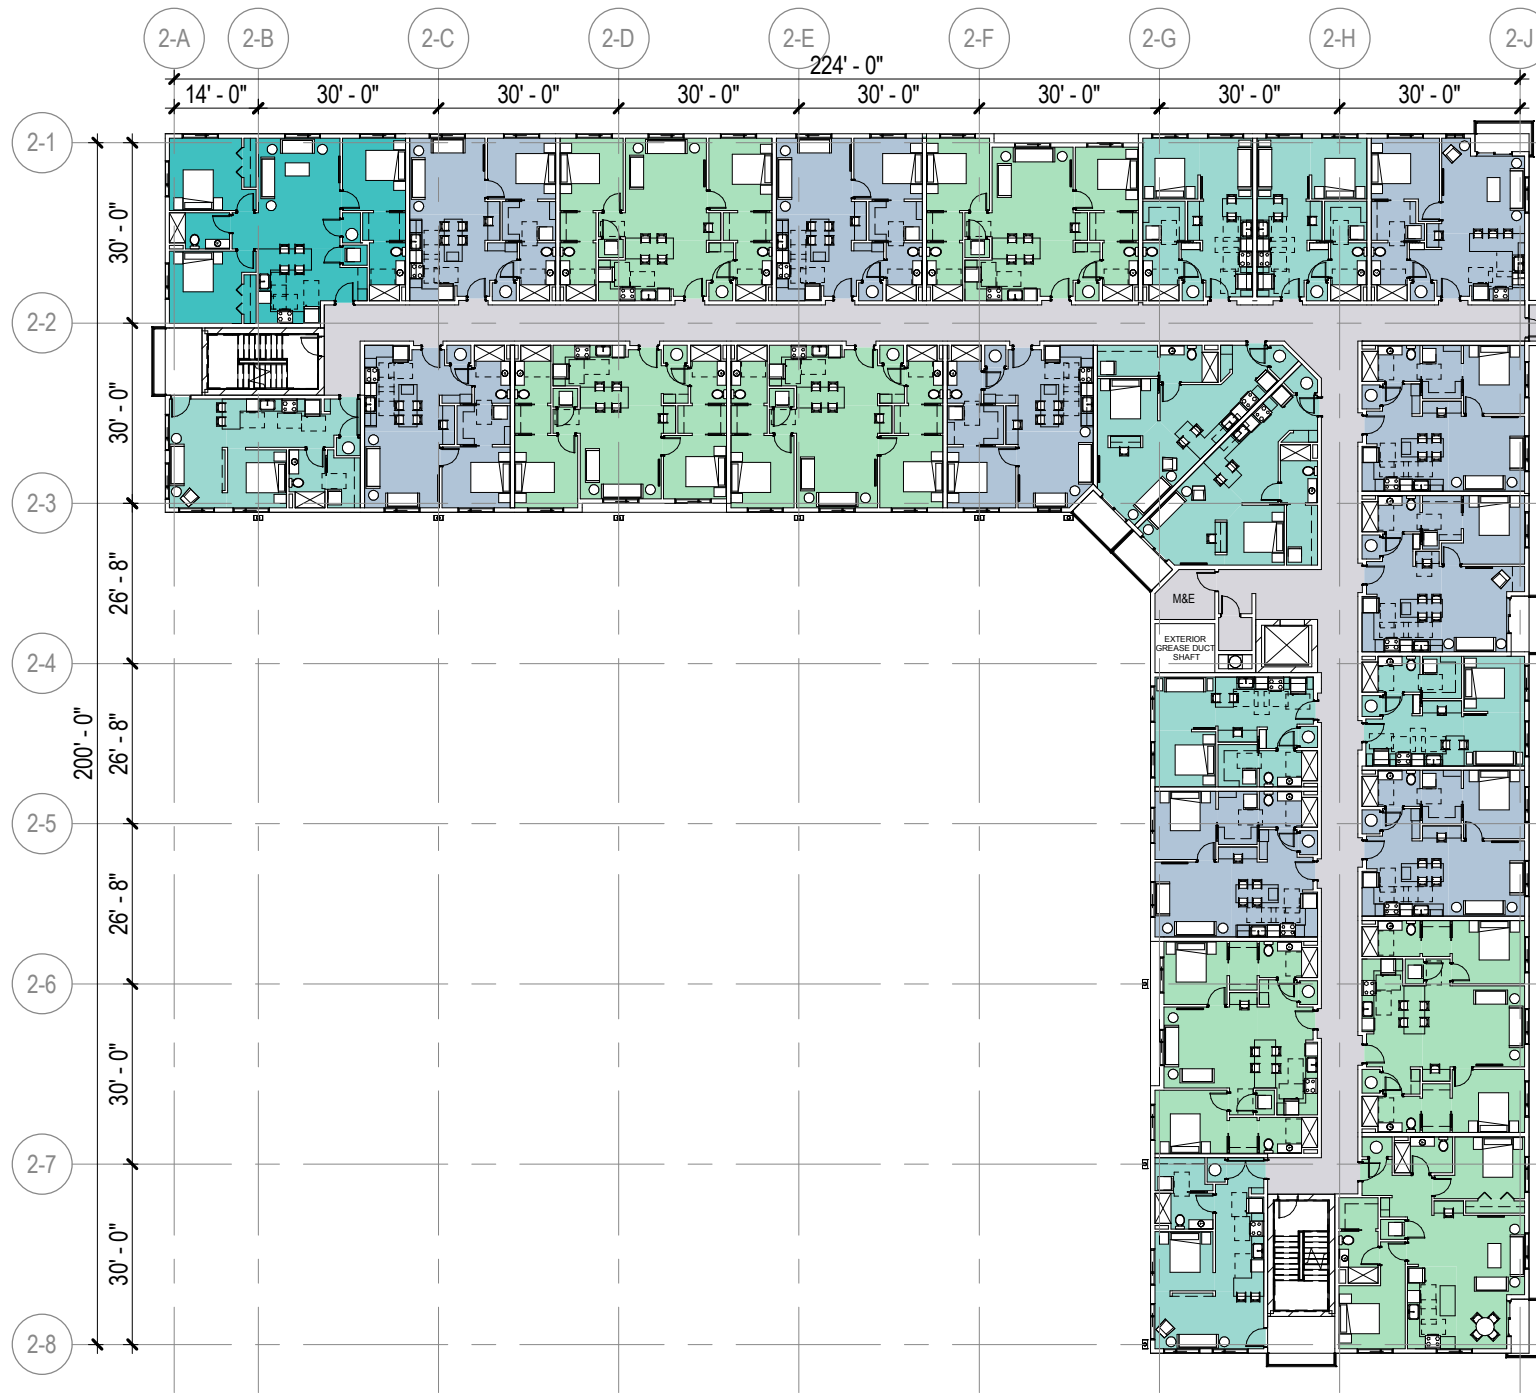 2-A 2-B 2-C 2-D 2-E 2-F 2-G 2-H 2-J
224' - 0"
14' - 0" 30' - 0" 30' - 0" 30' - 0" 30' - 0" 30' - 0" 30' - 0" 30' - 0"
2-1
30' - 0"
2-2
30' - 0"
2-3
26' - 8"
M&E
EXTERIOR
GREASE DUCT
SHAFT
2-4
200' - 0"
26' - 8"
2-5
26' - 8"
2-6
30' - 0"
2-7
30' - 0"
2-8